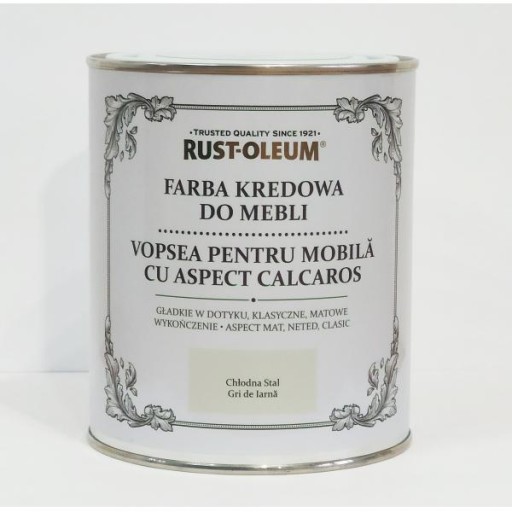 • TRUSTED QUALITY SINCE 1921 •
RUST-OLEUM®
FARBA KREDOWA
DO MEBLI
VOPSEA PENTRU MOBILĂ
CU ASPECT CALCAROS
GŁADKIE W DOTYKU, KLASYCZNE, MATOWE
WYKOŃCZENIE • ASPECT MAT, NETED, CLASIC
Chłodna Stal
Gri de Iarnă